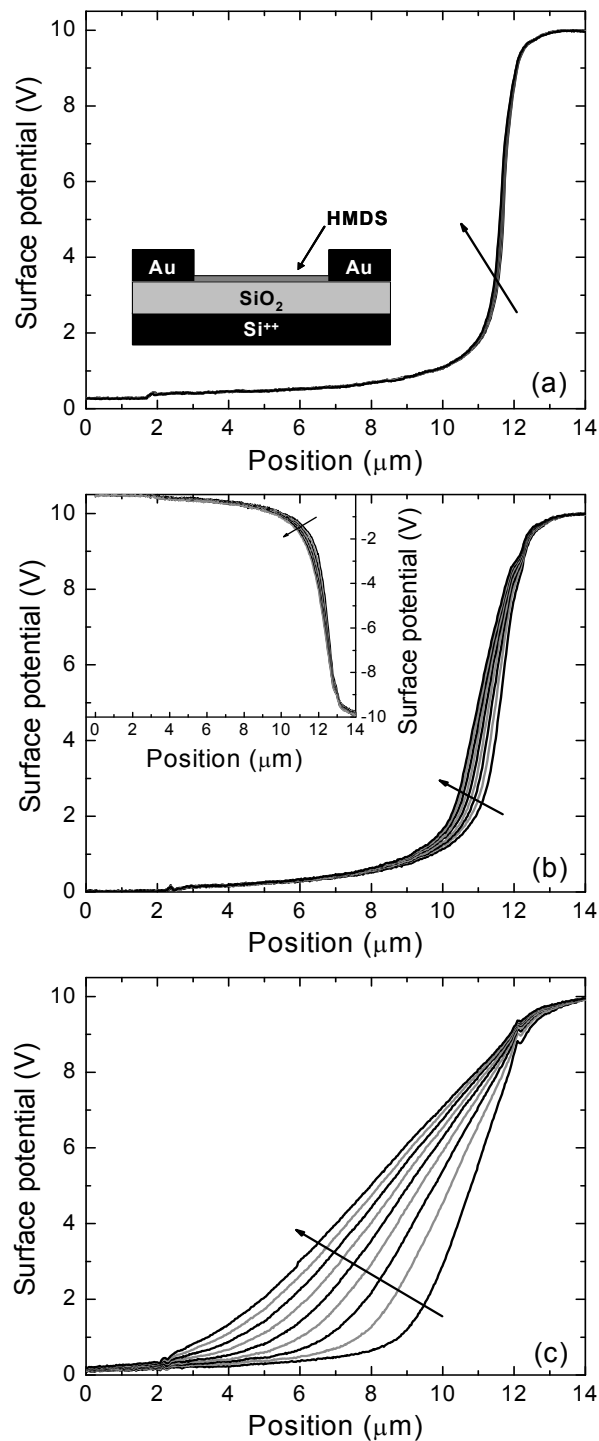 10
8
6
4
2
0
Surface potential (V)
HMDS
Au
Au
SiO₂
Si⁺⁺
(a)
0 2 4 6 8 10 12 14
Position (μm)
10
8
6
4
2
0
Surface potential (V)
-2
-4
-6
-8
-10
Surface potential (V)
0 2 4 6 8 10 12 14
Position (μm)
(b)
0 2 4 6 8 10 12 14
Position (μm)
10
8
6
4
2
0
Surface potential (V)
(c)
0 2 4 6 8 10 12 14
Position (μm)